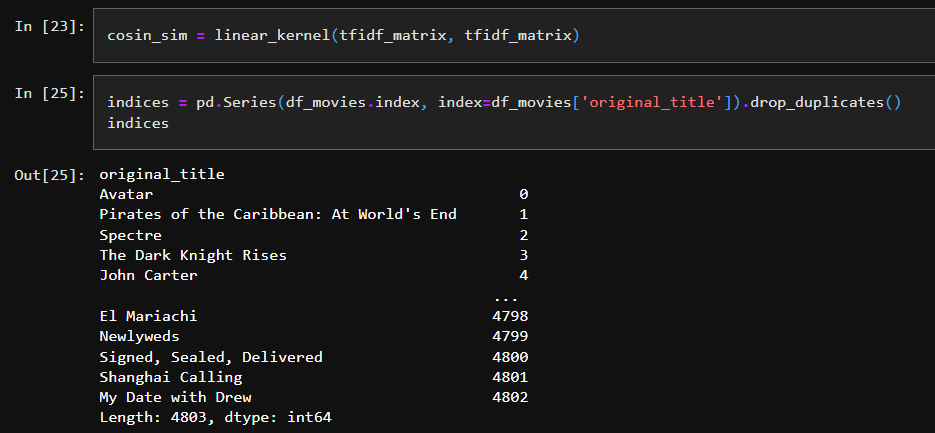 In [23]:
cosin_sim = linear_kernel(tfidf_matrix, tfidf_matrix)
In [25]:
indices = pd.Series(df_movies.index, index=df_movies['original_title']).drop_duplicates()
indices
Out[25]:
original_title
Avatar 0
Pirates of the Caribbean: At World's End 1
Spectre 2
The Dark Knight Rises 3
John Carter 4
...
El Mariachi 4798
Newlyweds 4799
Signed, Sealed, Delivered 4800
Shanghai Calling 4801
My Date with Drew 4802
Length: 4803, dtype: int64